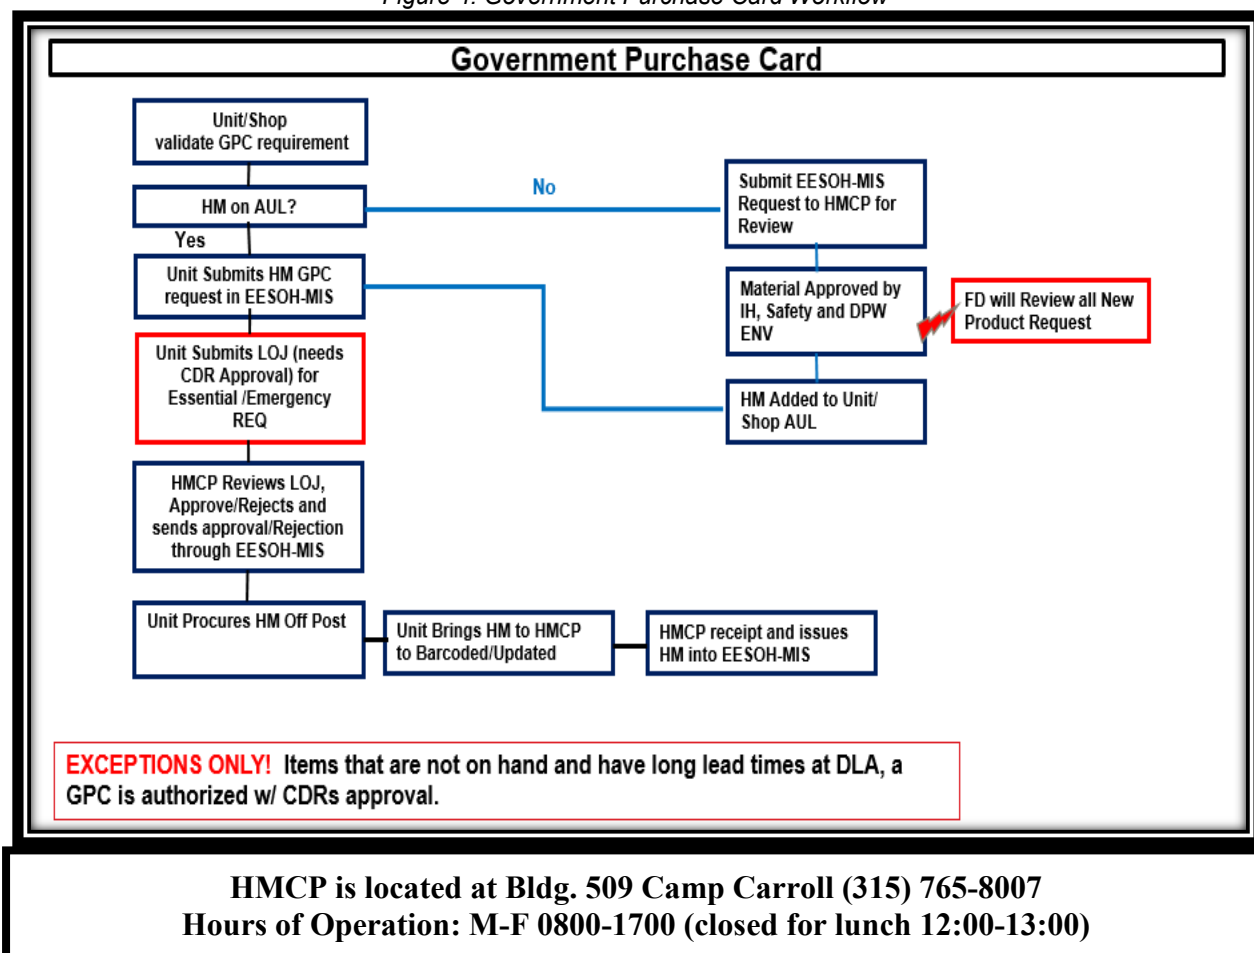 Figure 4. Government Purchase Card Workflow
Government Purchase Card
Unit/Shop
validate GPC requirement
HM on AUL?
No
Yes
Unit Submits HM GPC
request in EESOH-MIS
Unit Submits LOJ (needs
CDR Approval) for
Essential /Emergency
REQ
HMCP Reviews LOJ,
Approve/Rejects and
sends approval/Rejection
through EESOH-MIS
Unit Procures HM Off Post
Unit Brings HM to HMCP
to Barcoded/Updated
HMCP receipt and issues
HM into EESOH-MIS
Submit EESOH-MIS
Request to HMCP for
Review
Material Approved by
IH, Safety and DPW
ENV
FD will Review all New
Product Request
HM Added to Unit/
Shop AUL
EXCEPTIONS ONLY! Items that are not on hand and have long lead times at DLA, a
GPC is authorized w/ CDRs approval.
HMCP is located at Bldg. 509 Camp Carroll (315) 765-8007
Hours of Operation: M-F 0800-1700 (closed for lunch 12:00-13:00)